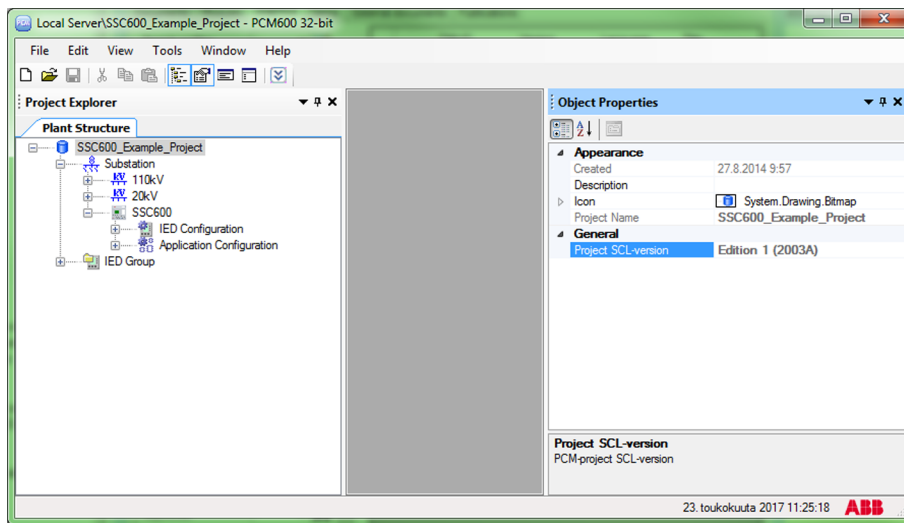 Local Server\SSC600_Example_Project - PCM600 32-bit
File Edit View Tools Window Help
Project Explorer
Plant Structure
SSC600_Example_Project
Substation
110kV
20kV
SSC600
IED Configuration
Application Configuration
IED Group
Object Properties
Appearance
Created 27.8.2014 9:57
Description
Icon System.Drawing.Bitmap
Project Name SSC600_Example_Project
General
Project SCL-version Edition 1 (2003A)
Project SCL-version
PCM-project SCL-version
23. toukokuuta 2017 11:25:18 ABB